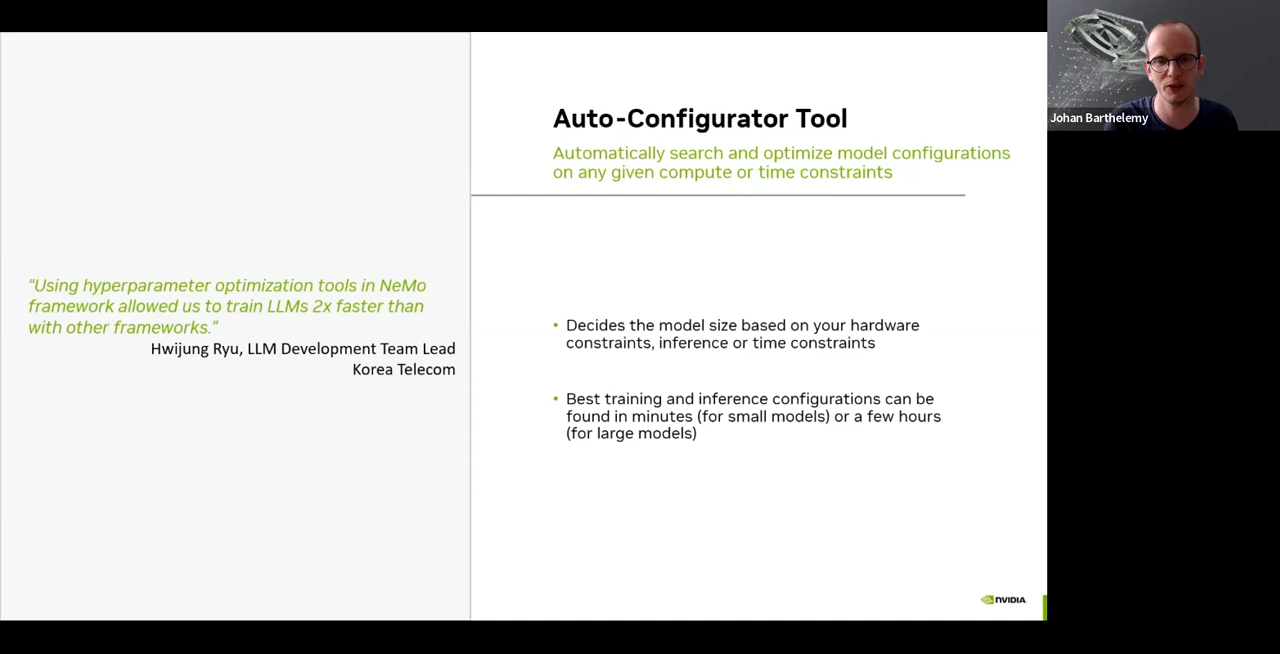 Auto-Configurator Tool
Automatically search and optimize model configurations
on any given compute or time constraints
“Using hyperparameter optimization tools in NeMo
framework allowed us to train LLMs 2x faster than
with other frameworks.”
Hwijung Ryu, LLM Development Team Lead
Korea Telecom
• Decides the model size based on your hardware
constraints, inference or time constraints
• Best training and inference configurations can be
found in minutes (for small models) or a few hours
(for large models)
NVIDIA
Johan Barthelemy